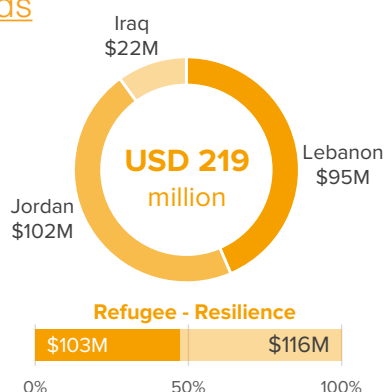 Iraq
$22M
USD 219
million
Lebanon
$95M
Jordan
$102M
Refugee - Resilience
$103M
$116M
0%
50%
100%